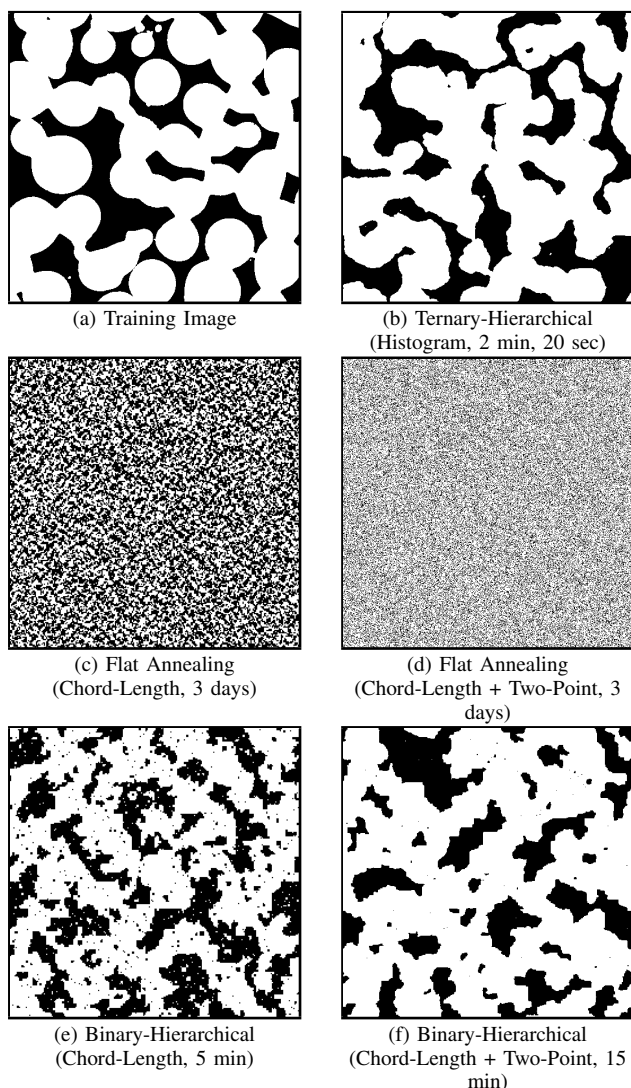 (a) Training Image
(b) Ternary-Hierarchical
(Histogram, 2 min, 20 sec)
(c) Flat Annealing
(Chord-Length, 3 days)
(d) Flat Annealing
(Chord-Length + Two-Point, 3
days)
(e) Binary-Hierarchical
(Chord-Length, 5 min)
(f) Binary-Hierarchical
(Chord-Length + Two-Point, 15
min)